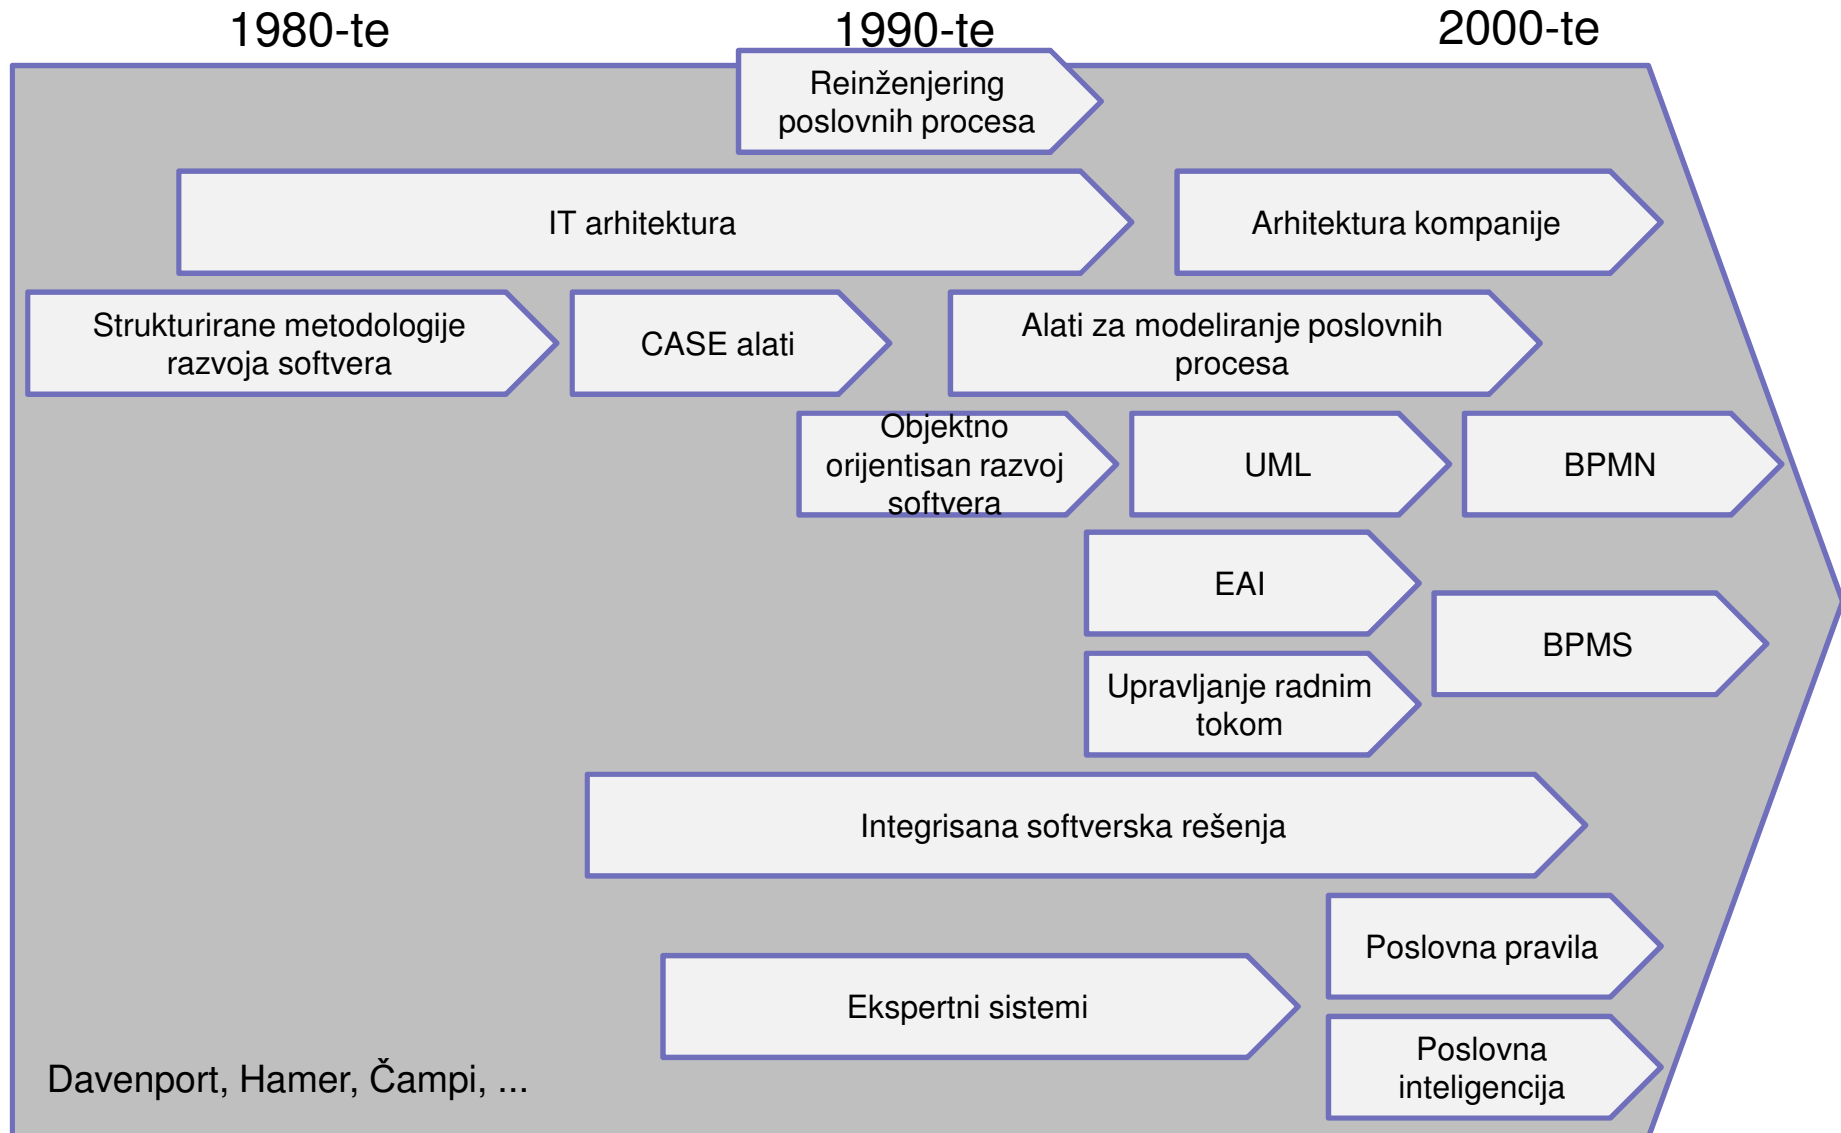 1980-te
1990-te
2000-te
Reinženjering
poslovnih procesa
IT arhitektura
Arhitektura kompanije
Strukturirane metodologije
razvoja softvera
CASE alati
Alati za modeliranje poslovnih
procesa
Objektno
orijentisan razvoj
softvera
UML
BPMN
EAI
BPMS
Upravljanje radnim
tokom
Integrisana softverska rešenja
Poslovna pravila
Ekspertni sistemi
Poslovna
inteligencija
Davenport, Hamer, Čampi, ...